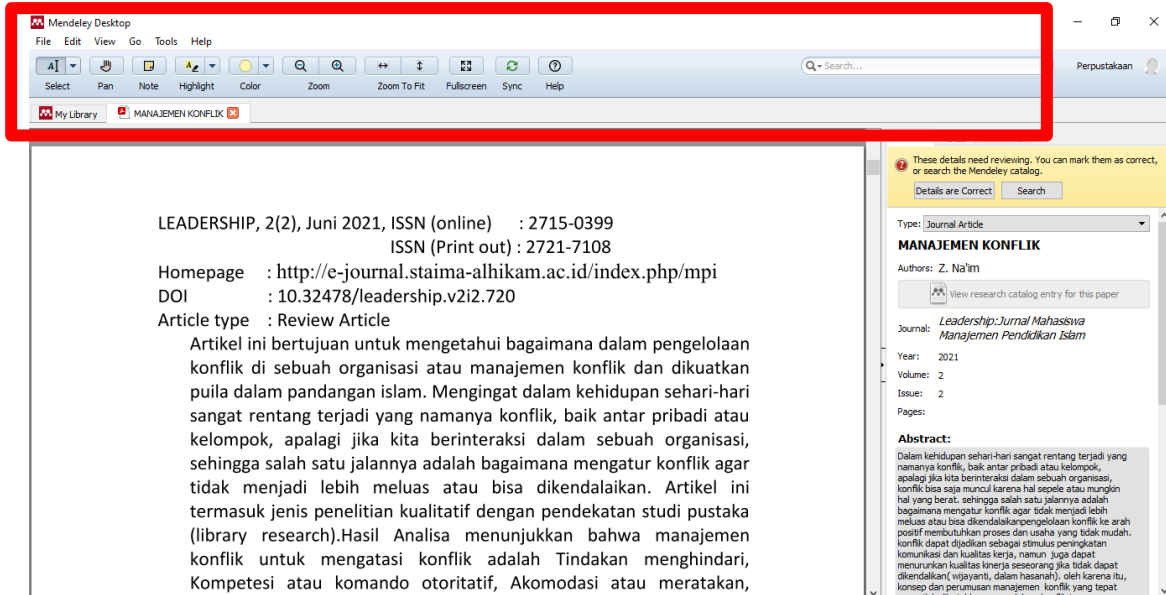 Mendeley Desktop
File Edit View Go Tools Help
Search...
Perpustakaan
Select Pan Note Highlight Color Zoom Zoom To Fit Fullscreen Sync Help
My Library MANAJEMEN KONFLIK
LEADERSHIP, 2(2), Juni 2021, ISSN (online) : 2715-0399
ISSN (Print out) : 2721-7108
Homepage : http://e-journal.staima-alhikam.ac.id/index.php/mpi
DOI : 10.32478/leadership.v2i2.720
Article type : Review Article
Artikel ini bertujuan untuk mengetahui bagaimana dalam pengelolaan
konflik di sebuah organisasi atau manajemen konflik dan dikuatkan
puila dalam pandangan islam. Mengingat dalam kehidupan sehari-hari
sangat rentang terjadi yang namanya konflik, baik antar pribadi atau
kelompok, apalagi jika kita berinteraksi dalam sebuah organisasi,
sehingga salah satu jalannya adalah bagaimana mengatur konflik agar
tidak menjadi lebih meluas atau bisa dikendalaikan. Artikel ini
termasuk jenis penelitian kualitatif dengan pendekatan studi pustaka
(library research).Hasil Analisa menunjukkan bahwa manajemen
konflik untuk mengatasi konflik adalah Tindakan menghindari,
Kompetesi atau komando otoritatif, Akomodasi atau meratakan,
These details need reviewing. You can mark them as correct,
or search the Mendeley catalog.
Details are Correct Search
Type: Journal Article
MANAJEMEN KONFLIK
Authors: Z. Na'im
View research catalog entry for this paper
Journal: Leadership:Jurnal Mahasiswa
Manajemen Pendidikan Islam
Year: 2021
Volume: 2
Issue: 2
Pages:
Abstract:
Dalam kehidupan sehari-hari sangat rentang terjadi yang
namanya konflik, baik antar pribadi atau kelompok,
apalagi jika kita berinteraksi dalam sebuah organisasi,
konflik bisa saja muncul karena hal sepele atau mungkin
hal yang berat. sehingga salah satu jalannya adalah
bagaimana mengatur konflik agar tidak menjadi lebih
meluas atau bisa dikendalaikanpengelolaan konflik ke arah
positif membutuhkan proses dan usaha yang tidak mudah.
konflik dapat dijadikan sebagai stimulus peningkatan
komunikasi dan kualitas kerja, namun juga dapat
menurunkan kualitas kinerja seseorang jika tidak dapat
dikendalikan( wijayanti, dalam hasanah). oleh karena itu,
konsep dan perumusan manajemen konflik yang tepat